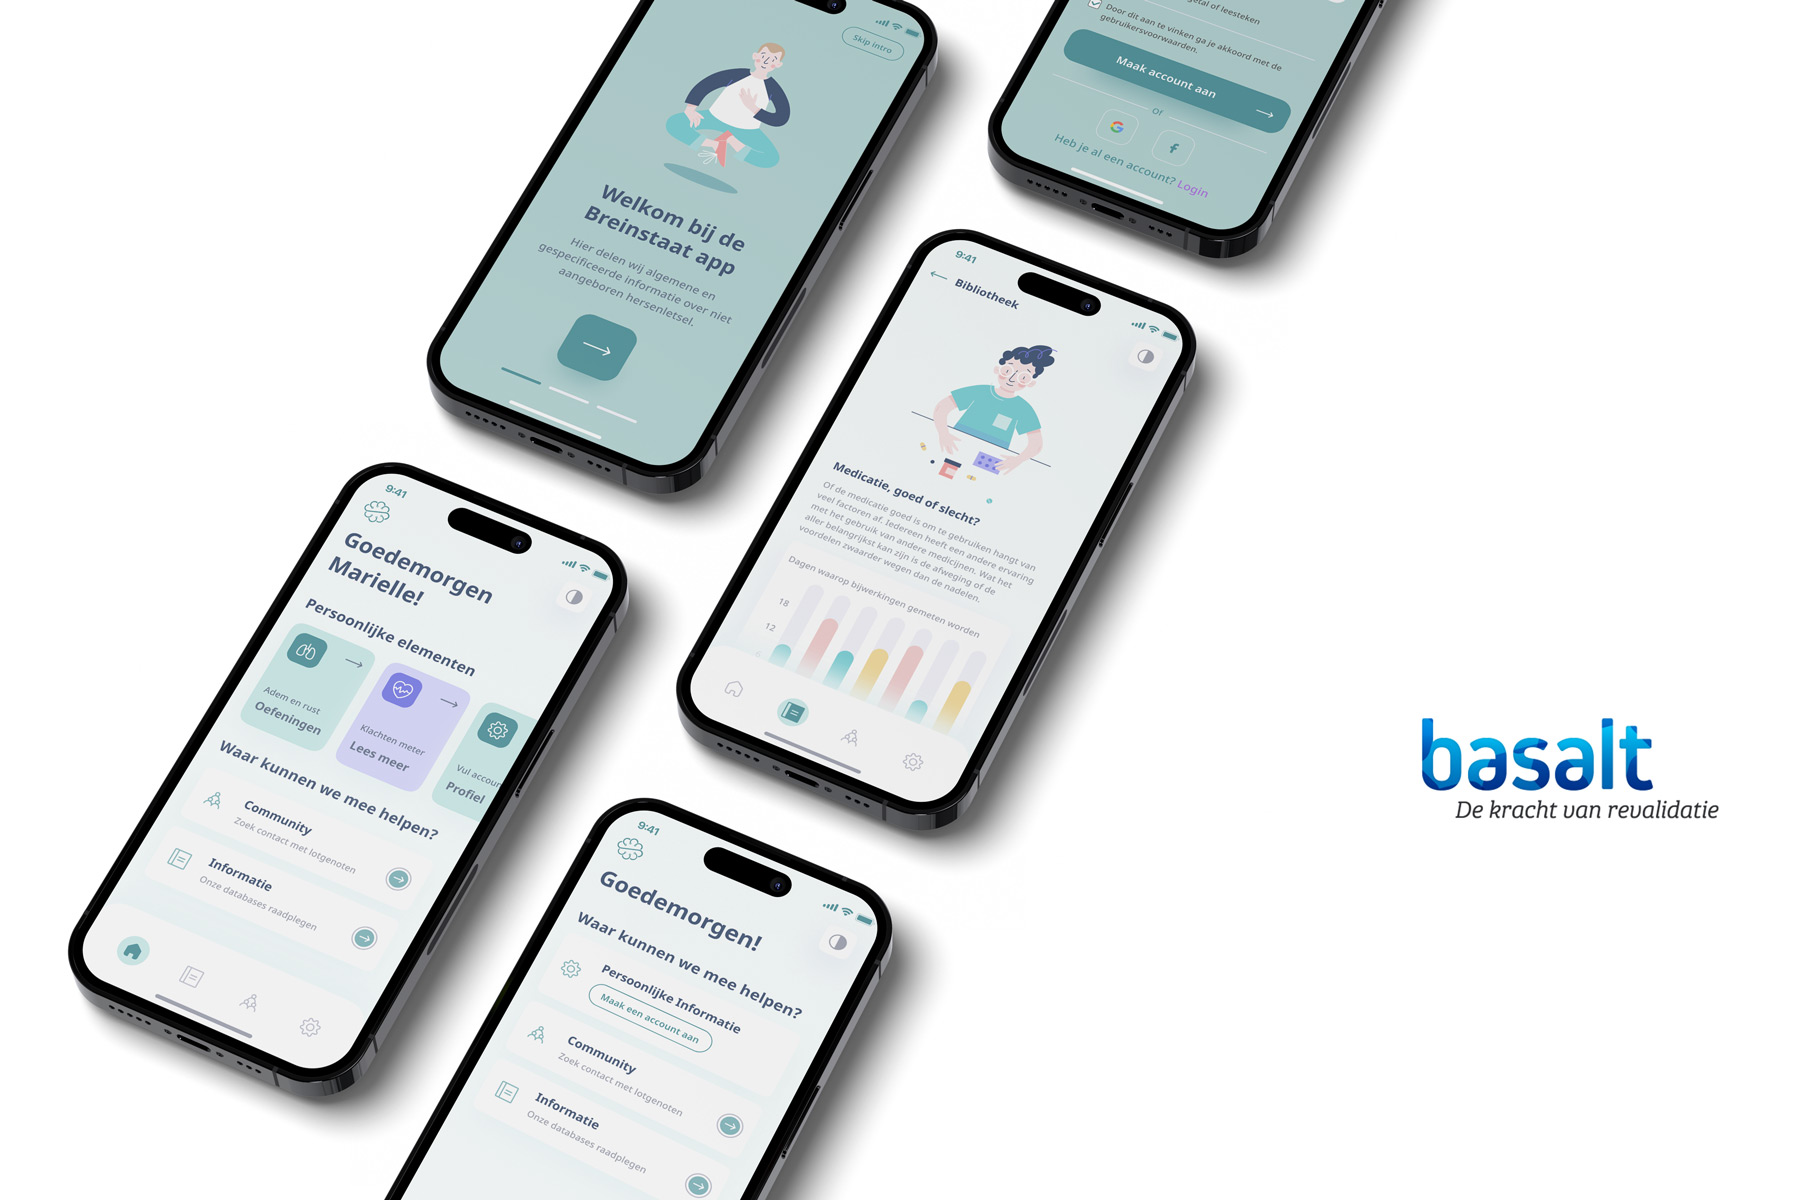 Skip intro
Welkom bij de
Breinstaat app
Hier delen wij algemene en
gespecificeerde informatie over niet
aangeboren hersenletsel.
getal of leesteken
Door dit aan te vinken ga je akkoord met de
gebruikersvoorwaarden.
Maak account aan
Of
Heb je al een account? Login
9:41
Bibliotheek
Medicatie, goed of slecht?
Of de medicatie goed is om te gebruiken hangt van
veel factoren af. Iedereen heeft een andere ervaring
met het gebruik van andere medicijnen. Wat het
aller belangrijkst kan zijn is de afweging of de
voordelen zwaarder wegen dan de nadelen.
Dagen waarop bijwerkingen gemeten worden
18
12
6
9:41
Goedemorgen
Marielle!
Persoonlijke elementen
Adem en rust
Oefeningen
Klachten meter
Lees meer
Vul accou
Profiel
Waar kunnen we mee helpen?
Community
Zoek contact met lotgenoten
Informatie
Onze databases raadplegen
9:41
Goedemorgen!
Waar kunnen we mee helpen?
Persoonlijke Informatie
Maak een account aan
Community
Zoek contact met lotgenoten
Informatie
Onze databases raadplegen
basalt
De kracht van revalidatie